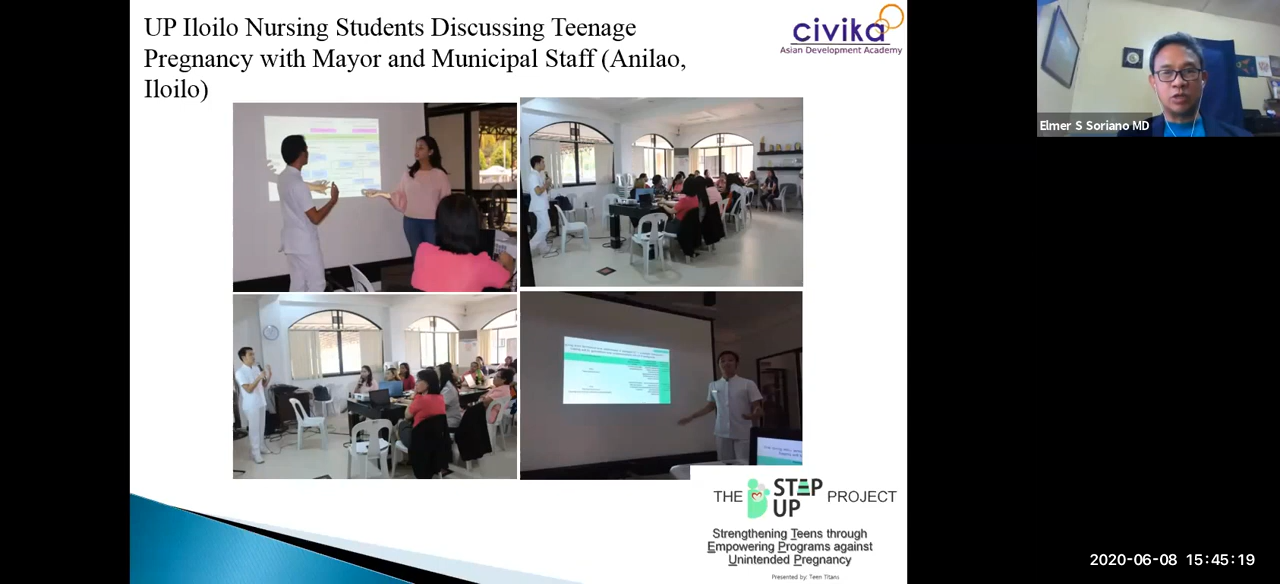 UP Iloilo Nursing Students Discussing Teenage
Pregnancy with Mayor and Municipal Staff (Anilao,
Iloilo)
civika
Asian Development Academy
Elmer S Soriano MD
THE STEP UP PROJECT
Strengthening Teens through
Empowering Programs against
Unintended Pregnancy
Presented by: Teen Titans
2020-06-08 15:45:19